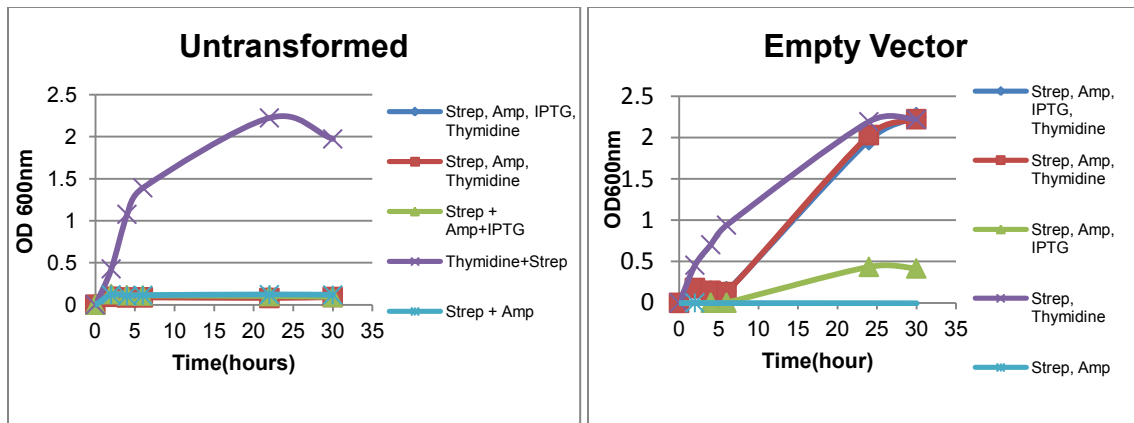 Untransformed
OD 600nm
2.5
2
1.5
1
0.5
0
0 5 10 15 20 25 30 35
Time(hours)
Strep, Amp, IPTG,
Thymidine
Strep, Amp,
Thymidine
Strep +
Amp+IPTG
Thymidine+Strep
Strep + Amp
Empty Vector
OD600nm
2.5
2
1.5
1
0.5
0
0 5 10 15 20 25 30 35
Time(hour)
Strep, Amp,
IPTG,
Thymidine
Strep, Amp,
Thymidine
Strep, Amp,
IPTG
Strep,
Thymidine
Strep, Amp